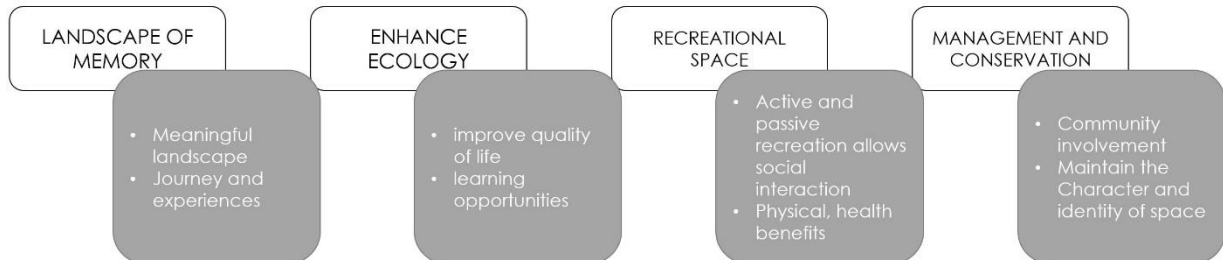 LANDSCAPE OF
MEMORY
• Meaningful
landscape
• Journey and
experiences
ENHANCE
ECOLOGY
• improve quality
of life
• learning
opportunities
RECREATIONAL
SPACE
• Active and
passive
recreation allows
social
interaction
• Physical, health
benefits
MANAGEMENT AND
CONSERVATION
• Community
involvement
• Maintain the
Character and
identity of space